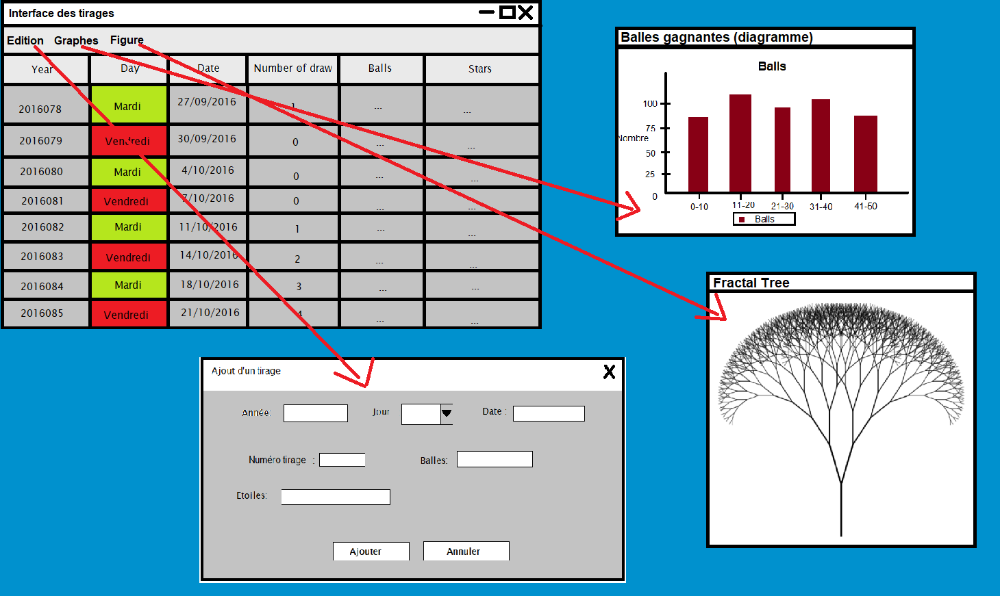 Interface des tirages
Edition Graphes Figure
Year Day Date Number of draw Balls Stars
2016078 Mardi 27/09/2016 1 ... ...
2016079 Vendredi 30/09/2016 0 ... ...
2016080 Mardi 4/10/2016 0 ... ...
2016081 Vendredi 7/10/2016 0 ... ...
2016082 Mardi 11/10/2016 1 ... ...
2016083 Vendredi 14/10/2016 2 ... ...
2016084 Mardi 18/10/2016 3 ... ...
2016085 Vendredi 21/10/2016 4 ... ...
Balles gagnantes (diagramme)
Balls
100
75
Nombre
50
25
0
0-10 11-20 21-30 31-40 41-50
Balls
Fractal Tree
Ajout d'un tirage X
Année: Jour Date :
Numéro tirage : Balles:
Etoiles:
Ajouter Annuler